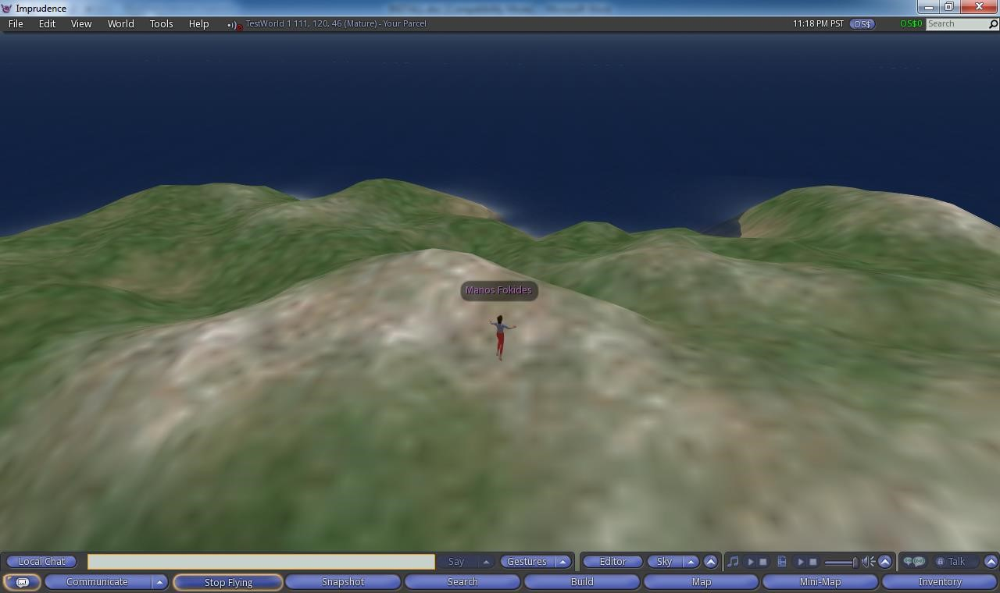 Imprudence
File Edit View World Tools Help TestWorld 1 111, 120, 46 (Mature) - Your Parcel 11:18 PM PST OS$ OS$0 Search
Manos Fokides
Local Chat Say Gestures Editor Sky Talk
Communicate Stop Flying Snapshot Search Build Map Mini-Map Inventory